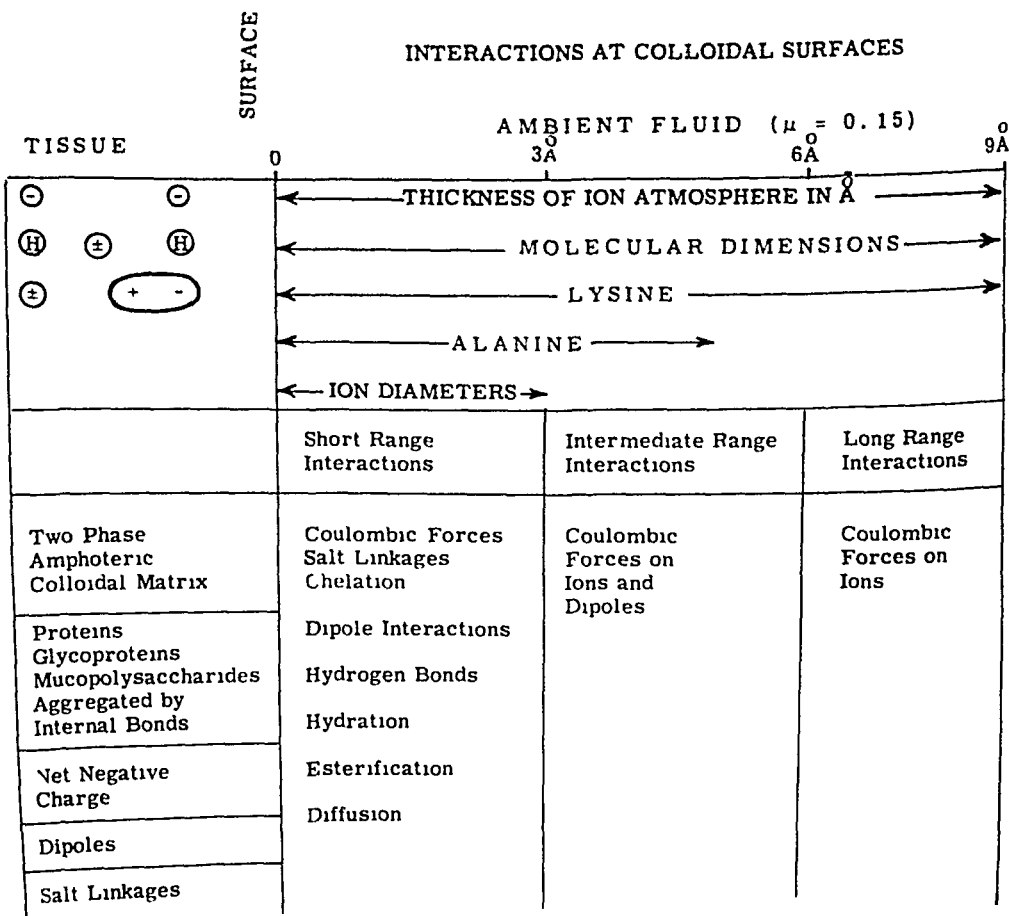 SURFACE
INTERACTIONS AT COLLOIDAL SURFACES
AMBIENT FLUID (μ = 0.15)
TISSUE
0
3Å
6Å
9Å
⊖ ⊖
THICKNESS OF ION ATMOSPHERE IN Å
Ⓗ ± Ⓗ
MOLECULAR DIMENSIONS
± + -
LYSINE
ALANINE
ION DIAMETERS
Short Range
Interactions
Intermediate Range
Interactions
Long Range
Interactions
Two Phase
Amphoteric
Colloidal Matrix
Coulombic Forces
Salt Linkages
Chelation
Coulombic
Forces on
Ions and
Dipoles
Coulombic
Forces on
Ions
Proteins
Glycoproteins
Mucopolysaccharides
Aggregated by
Internal Bonds
Dipole Interactions
Hydrogen Bonds
Hydration
Net Negative
Charge
Esterification
Diffusion
Dipoles
Salt Linkages